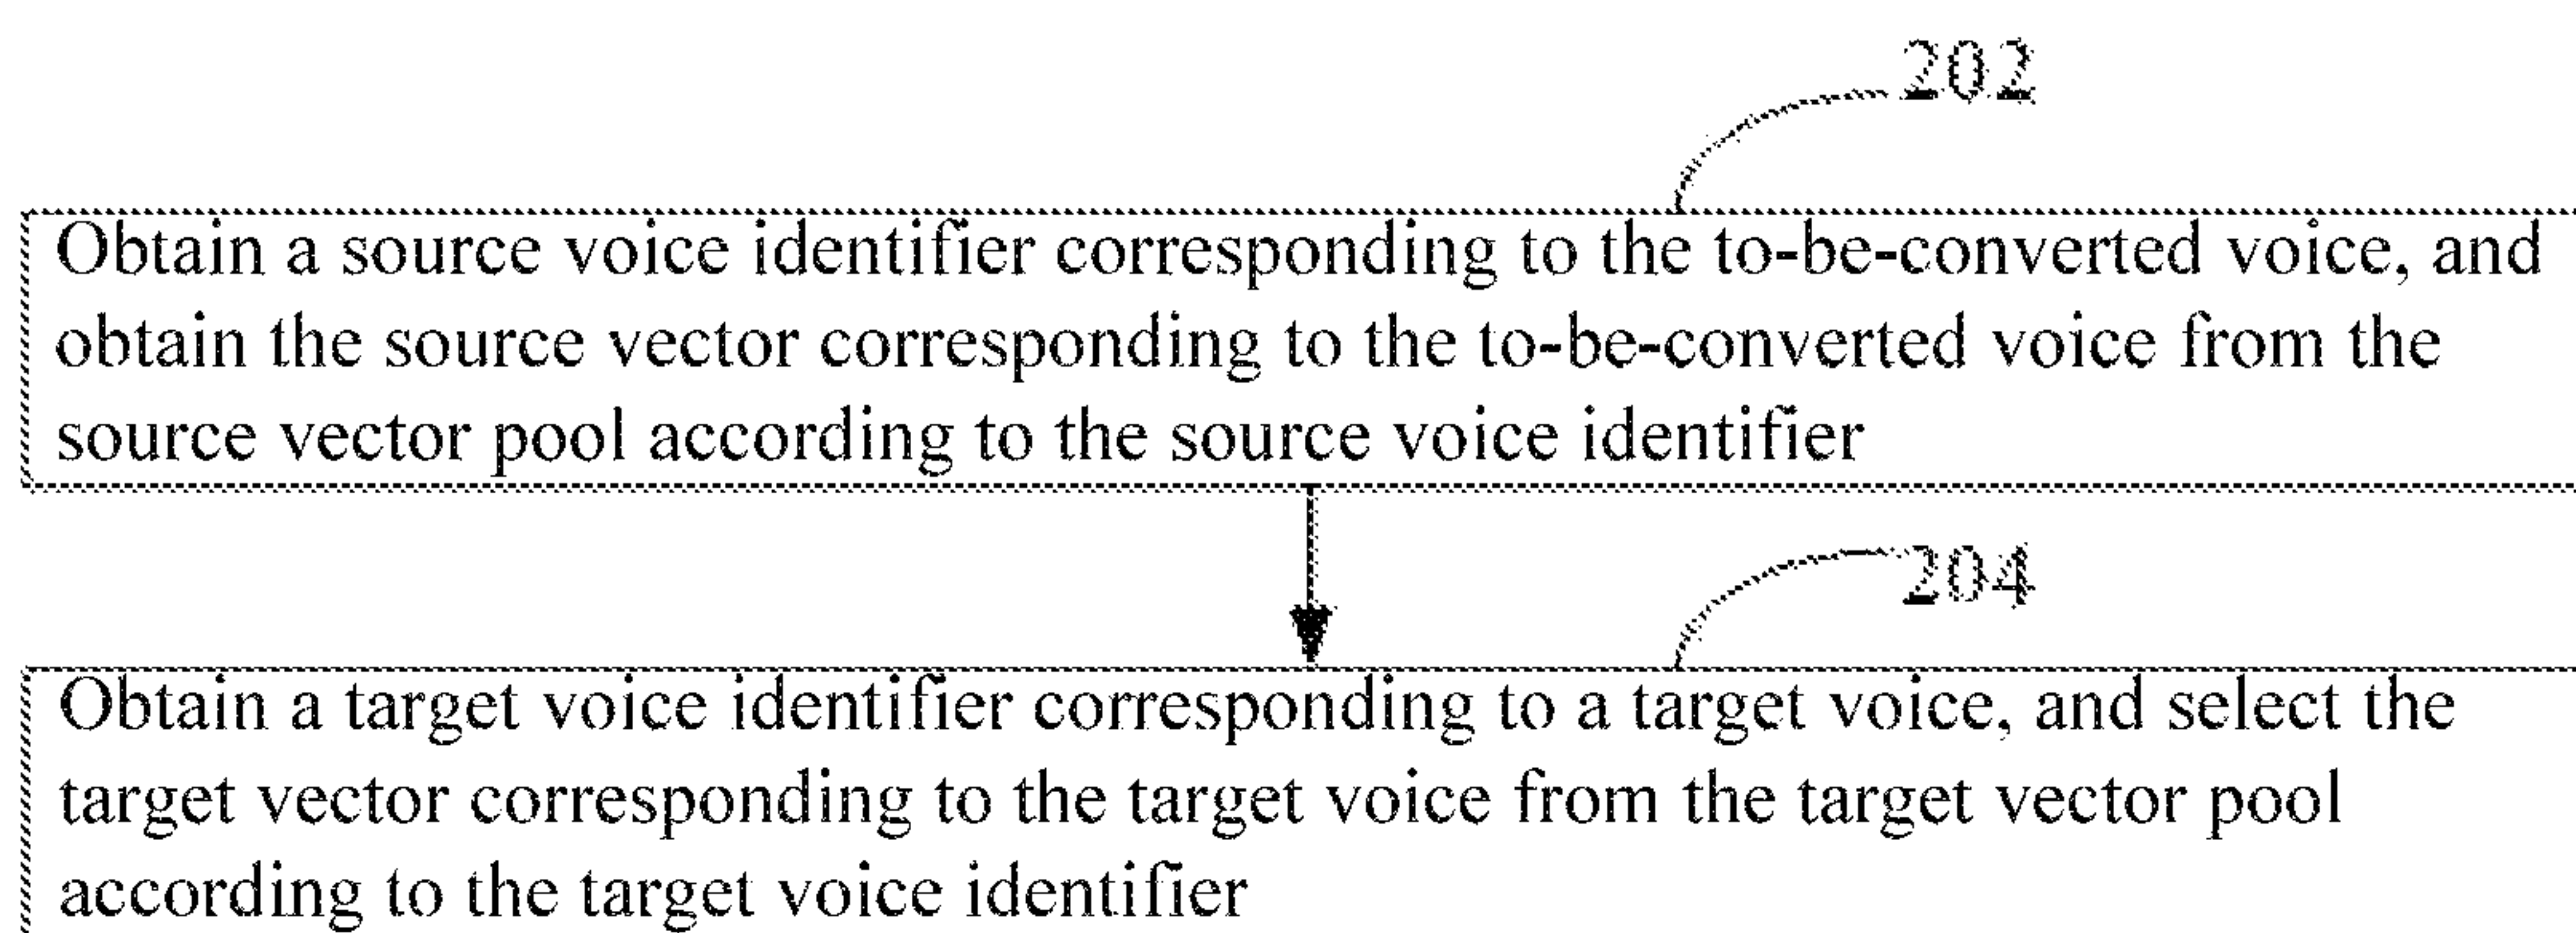 202
Obtain a source voice identifier corresponding to the to-be-converted voice, and
obtain the source vector corresponding to the to-be-converted voice from the
source vector pool according to the source voice identifier
204
Obtain a target voice identifier corresponding to a target voice, and select the
target vector corresponding to the target voice from the target vector pool
according to the target voice identifier